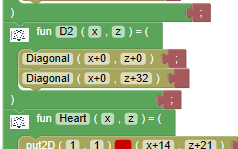 ) ;
fun D2 ( x , z ) = (
Diagonal ( x+0 , z+0 ) ;
Diagonal ( x+0 , z+32 ) ;
) ;
fun Heart ( x , z ) = (
put2D ( 1 , 1 ) ( x+14 , z+21 ) ;